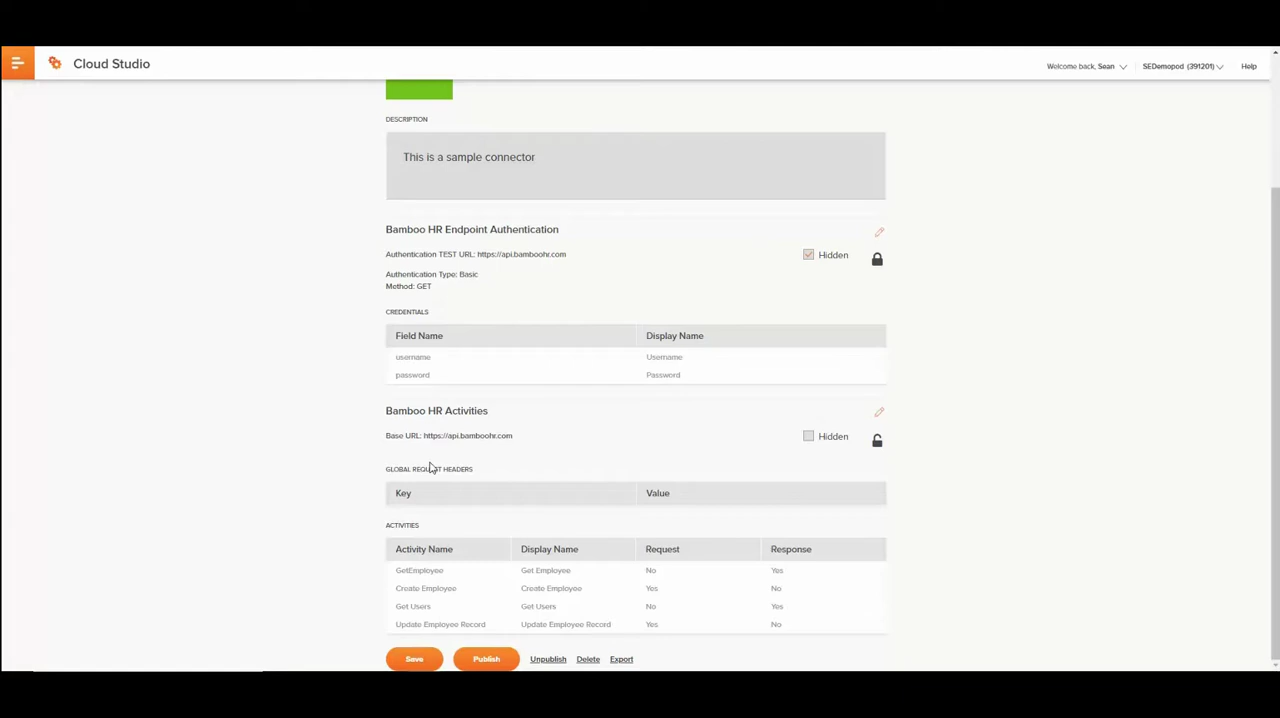 Cloud Studio
Welcome back, Sean
SEDemopod (391201)
Help
DESCRIPTION
This is a sample connector
Bamboo HR Endpoint Authentication
Authentication TEST URL: https://api.bamboohr.com
Hidden
Authentication Type: Basic
Method: GET
CREDENTIALS
Field Name Display Name
username Username
password Password
Bamboo HR Activities
Base URL: https://api.bamboohr.com
Hidden
GLOBAL REQUEST HEADERS
Key Value
ACTIVITIES
Activity Name Display Name Request Response
GetEmployee Get Employee No Yes
Create Employee Create Employee Yes No
Get Users Get Users No Yes
Update Employee Record Update Employee Record Yes No
Save Publish Unpublish Delete Export